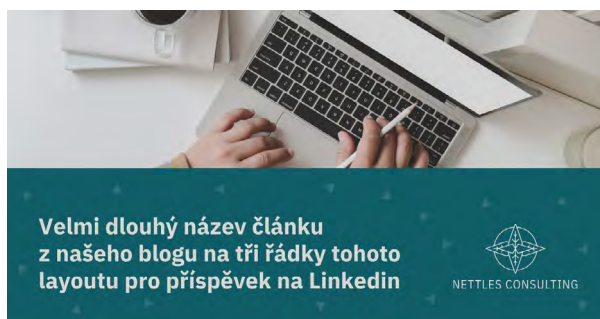 Velmi dlouhý název článku
z našeho blogu na tři řádky tohoto
layoutu pro příspěvek na Linkedin
NETTLES CONSULTING